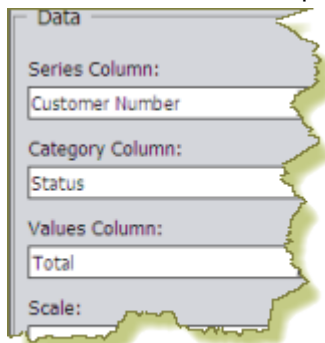 Data
Series Column:
Customer Number
Category Column:
Status
Values Column:
Total
Scale: